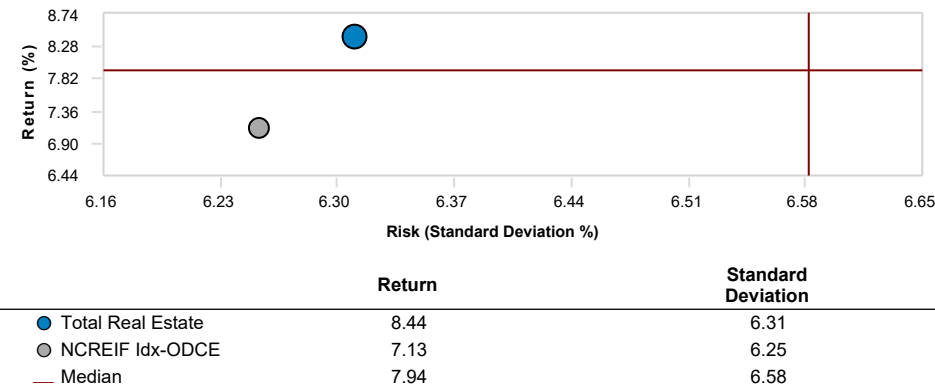 8.74
8.28
7.82
7.36
6.90
6.44
Return (%)
6.16 6.23 6.30 6.37 6.44 6.51 6.58 6.65
Risk (Standard Deviation %)
Return Standard Deviation
Total Real Estate 8.44 6.31
NCREIF Idx-ODCE 7.13 6.25
Median 7.94 6.58